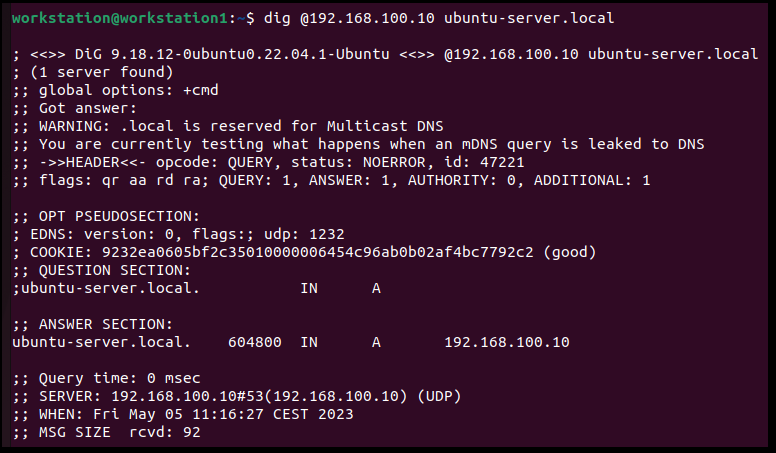 workstation@workstation1:~$ dig @192.168.100.10 ubuntu-server.local
; <<>> DiG 9.18.12-0ubuntu0.22.04.1-Ubuntu <<>> @192.168.100.10 ubuntu-server.local
; (1 server found)
;; global options: +cmd
;; Got answer:
;; WARNING: .local is reserved for Multicast DNS
;; You are currently testing what happens when an mDNS query is leaked to DNS
;; ->>HEADER<<- opcode: QUERY, status: NOERROR, id: 47221
;; flags: qr aa rd ra; QUERY: 1, ANSWER: 1, AUTHORITY: 0, ADDITIONAL: 1
;; OPT PSEUDOSECTION:
; EDNS: version: 0, flags:; udp: 1232
; COOKIE: 9232ea0605bf2c35010000006454c96ab0b02af4bc7792c2 (good)
;; QUESTION SECTION:
;ubuntu-server.local. IN A
;; ANSWER SECTION:
ubuntu-server.local. 604800 IN A 192.168.100.10
;; Query time: 0 msec
;; SERVER: 192.168.100.10#53(192.168.100.10) (UDP)
;; WHEN: Fri May 05 11:16:27 CEST 2023
;; MSG SIZE rcvd: 92